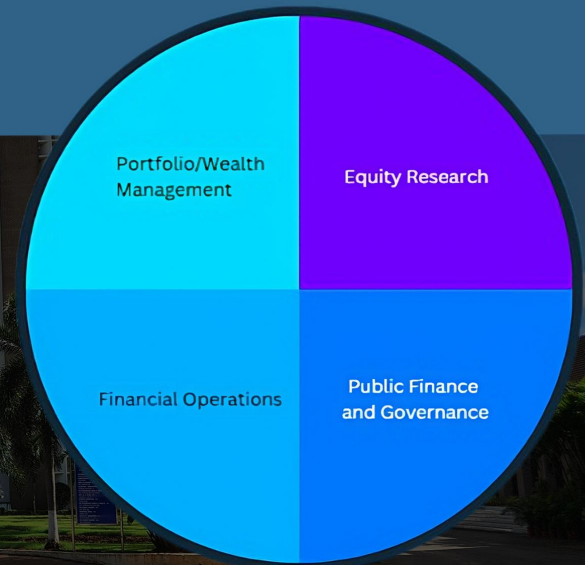 Portfolio/Wealth
Management
Equity Research
Financial Operations
Public Finance
and Governance